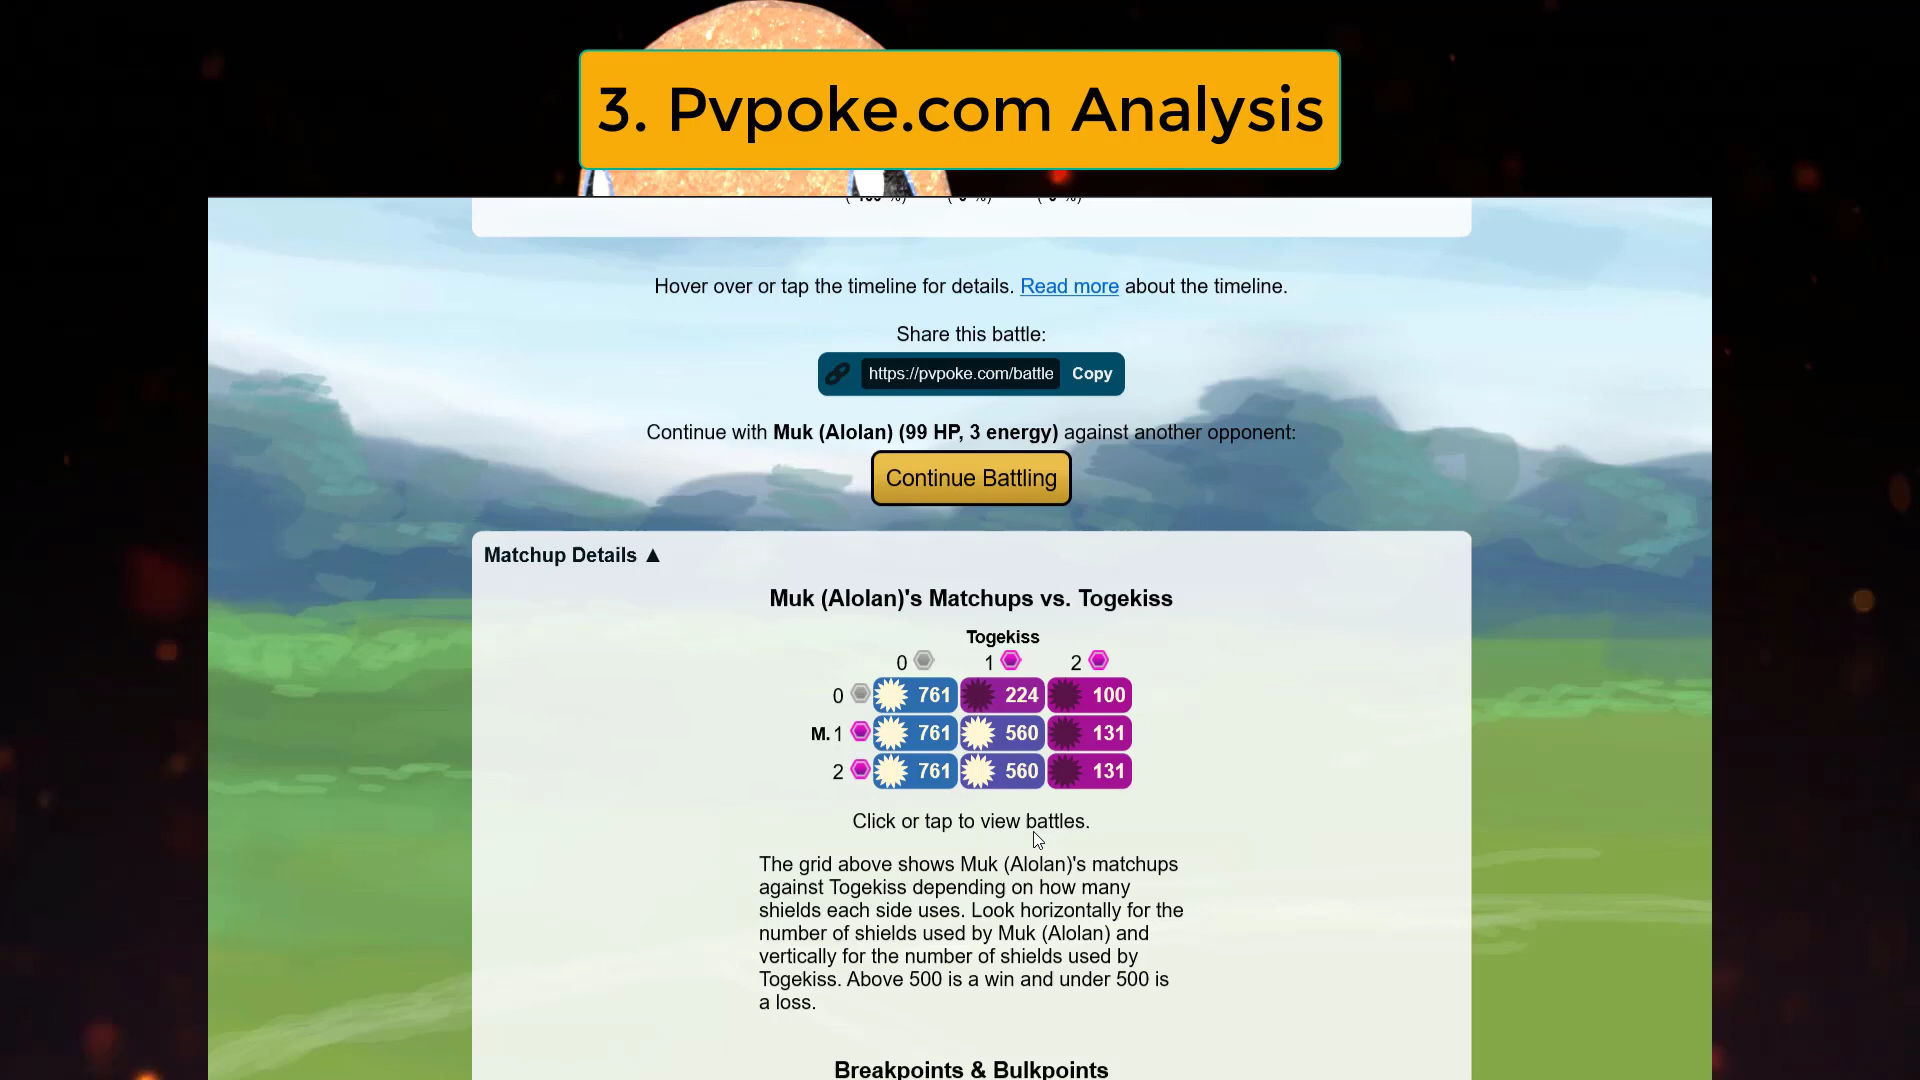 3. Pvpoke.com Analysis
Hover over or tap the timeline for details. Read more about the timeline.
Share this battle:
https://pvpoke.com/battle Copy
Continue with Muk (Alolan) (99 HP, 3 energy) against another opponent:
Continue Battling
Matchup Details ▲
Muk (Alolan)'s Matchups vs. Togekiss
Togekiss
0 1 2
0 761 224 100
M. 1 761 560 131
2 761 560 131
Click or tap to view battles.
The grid above shows Muk (Alolan)'s matchups
against Togekiss depending on how many
shields each side uses. Look horizontally for the
number of shields used by Muk (Alolan) and
vertically for the number of shields used by
Togekiss. Above 500 is a win and under 500 is
a loss.
Breakpoints & Bulkpoints